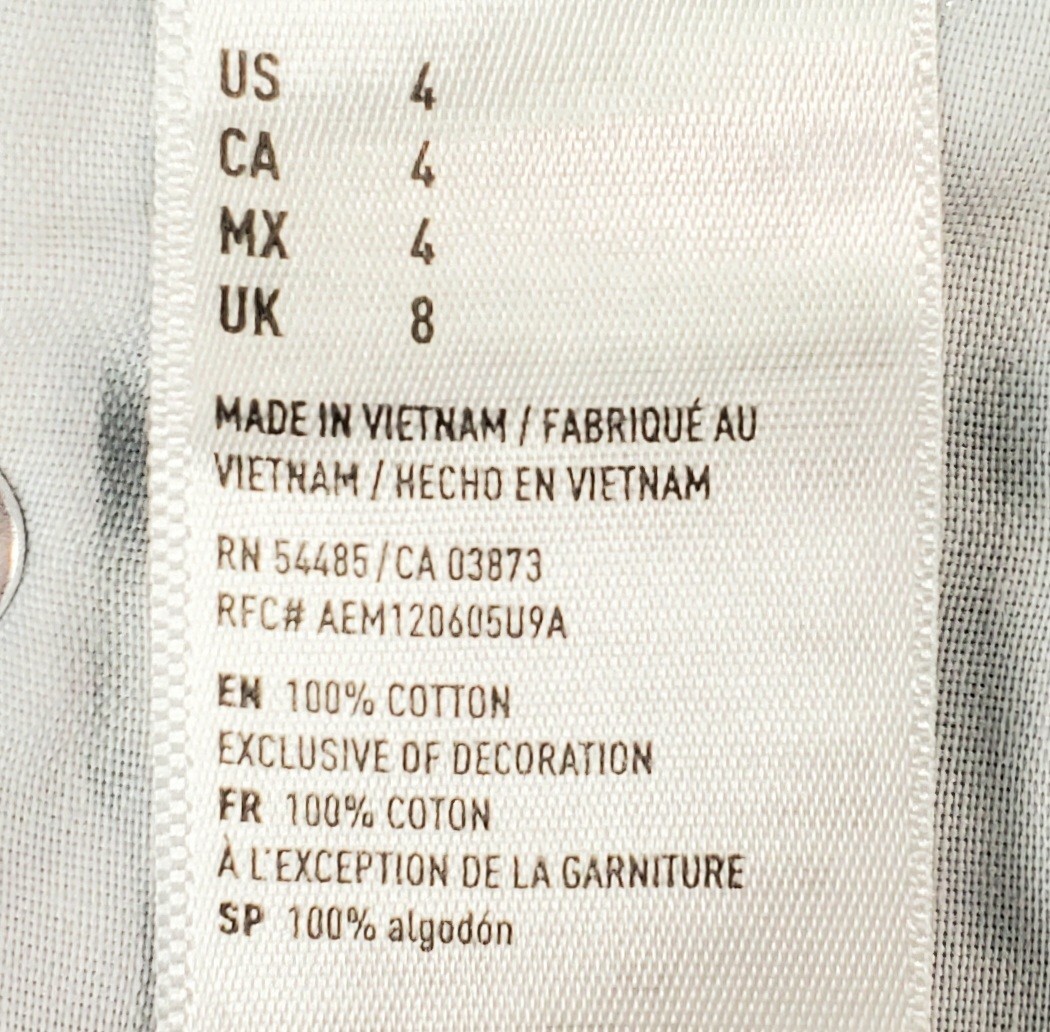 US 4
CA 4
MX 4
UK 8
MADE IN VIETNAM / FABRIQUÉ AU
VIETNAM / HECHO EN VIETNAM
RN 54485 / CA 03873
RFC# AEM120605U9A
EN 100% COTTON
EXCLUSIVE OF DECORATION
FR 100% COTON
À L'EXCEPTION DE LA GARNITURE
SP 100% algodón